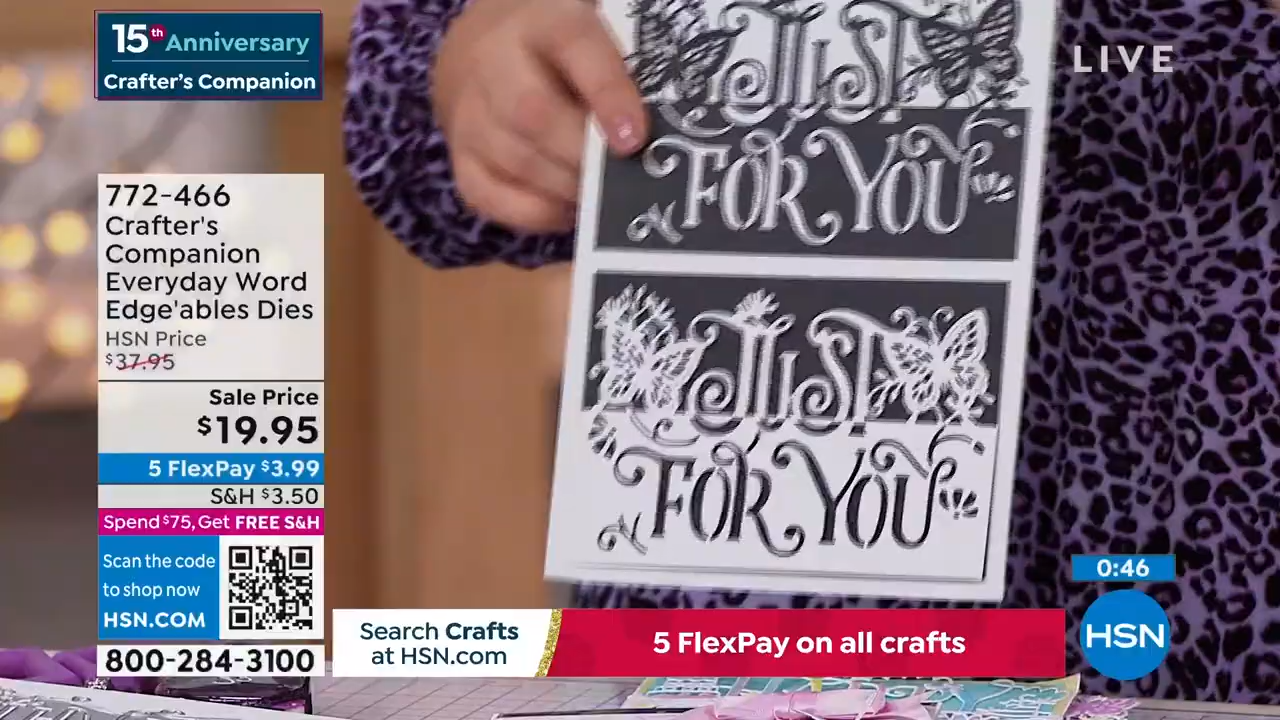 15th Anniversary
Crafter's Companion
LIVE
772-466
Crafter's
Companion
Everyday Word
Edge'ables Dies
HSN Price
$37.95
Sale Price
$19.95
5 FlexPay $3.99
S&H $3.50
Spend $75, Get FREE S&H
Scan the code
to shop now
HSN.COM
800-284-3100
JUST
FOR YOU
JUST
FOR YOU
Search Crafts
at HSN.com
5 FlexPay on all crafts
0:46
HSN